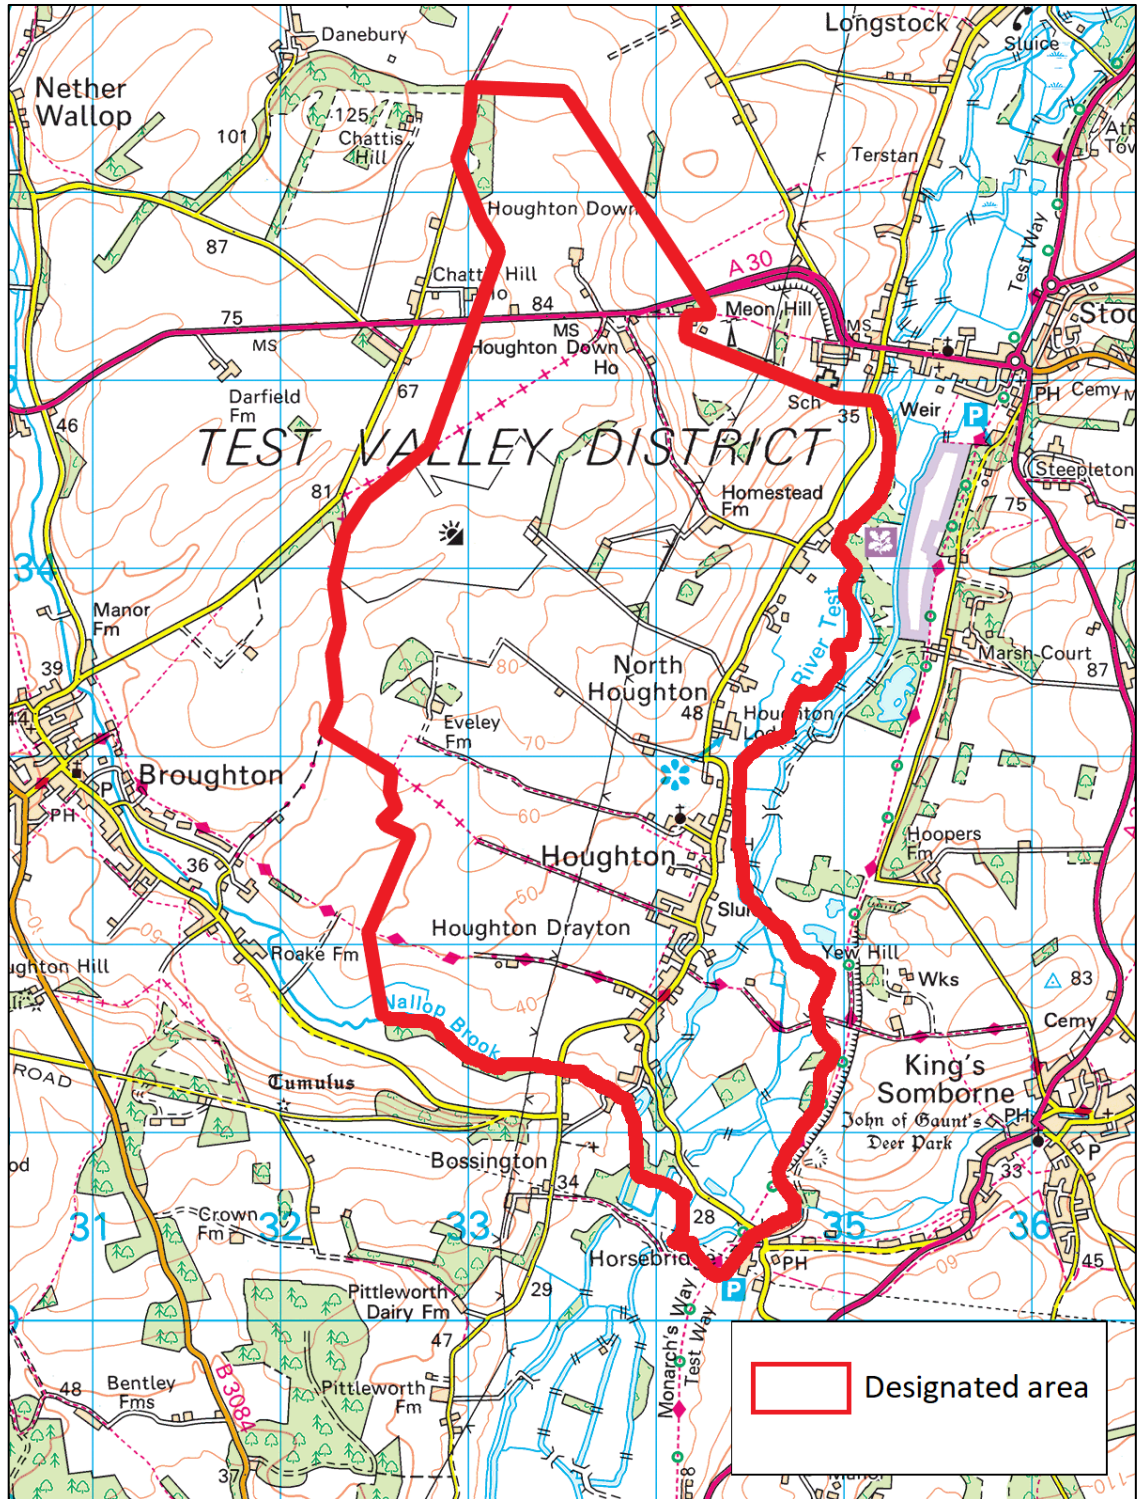 Danebury
Longstock
Sluice
Nether
Wallop
125
Chattis
Hill
101
Terstan
Houghton Down
Test Way
87
A 30
Hill
84
Meon Hill
75
MS
MS
MS
Houghton Down
Ho
67
Darfield
Fm
Sch
35
Weir
P
PH
Cemy
46
TEST VALLEY DISTRICT
Steepleton
81
Homestead
Fm
75
34
Manor
Fm
River Test
39
80
North
Houghton
Marsh Court
87
48
Houghton
Eveley
Fm
70
Broughton
P
PH
60
Hoopers
Fm
36
Houghton
50
50
Houghton Drayton
Roake Fm
Yew Hill
Wks
83
40
40
Wallop Brook
Cemy
ROAD
King's
Somborne
PH
Tumulus
John of Gaunt's
Deer Park
P
Bossington
33
34
31
32
33
35
36
28
Crown
Fm
Horsebridge
PH
60
45
P
29
Pittleworth
Dairy Fm
Monarch's Way
Test Way
47
Bentley
Fms
48
B 3084
Pittleworth
Fm
37
Designated area